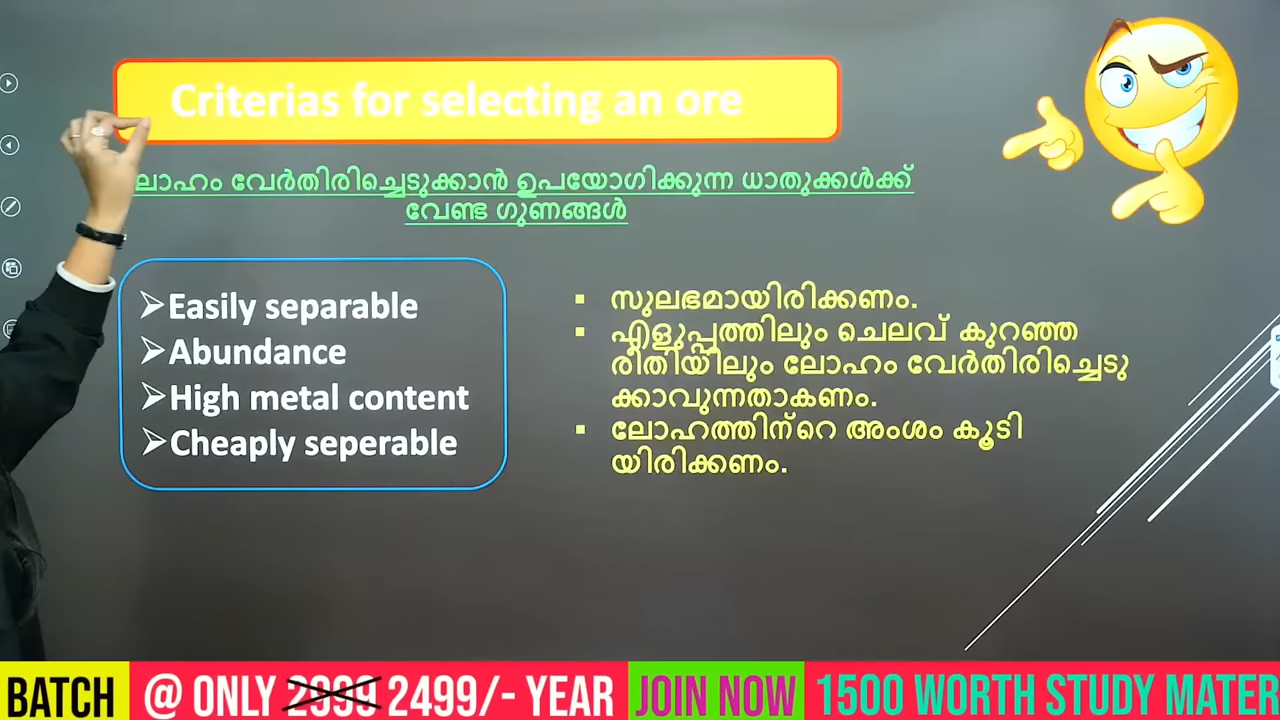 Criterias for selecting an ore
ലോഹം വേർതിരിച്ചെടുക്കാൻ ഉപയോഗിക്കുന്ന ധാതുക്കൾക്ക്
വേണ്ട ഗുണങ്ങൾ
➢Easily separable
➢Abundance
➢High metal content
➢Cheaply seperable
▪ സുലഭമായിരിക്കണം.
▪ എളുപ്പത്തിലും ചെലവ് കുറഞ്ഞ
രീതിയിലും ലോഹം വേർതിരിച്ചെടു
ക്കാവുന്നതാകണം.
▪ ലോഹത്തിന്റെ അംശം കൂടി
യിരിക്കണം.
BATCH @ ONLY 2999 2499/- YEAR JOIN NOW 1500 WORTH STUDY MATER